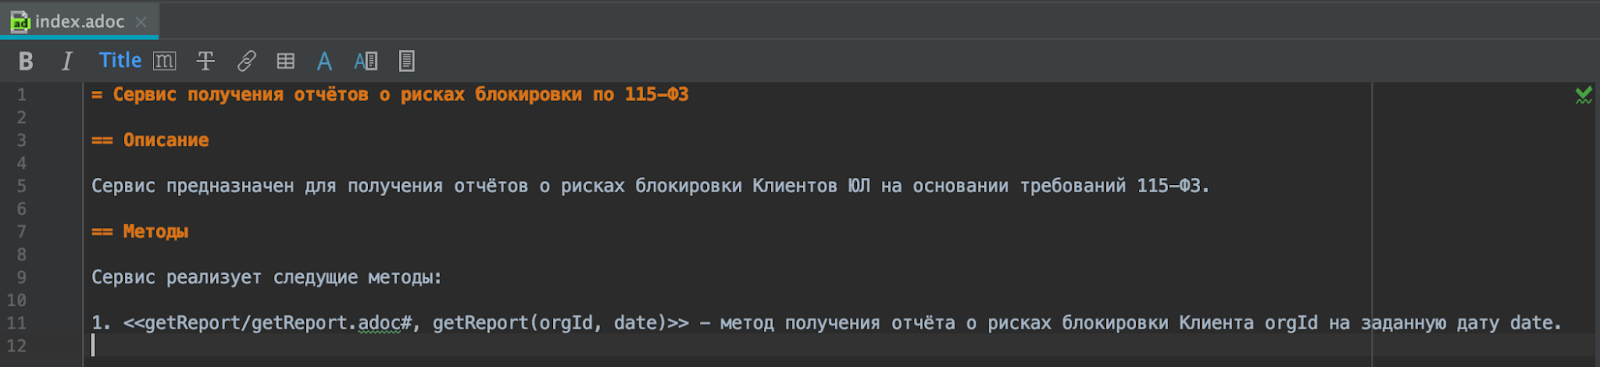 index.adoc
B I Title m T A A
1 = Сервис получения отчётов о рисках блокировки по 115-ФЗ
2
3 == Описание
4
5 Сервис предназначен для получения отчётов о рисках блокировки Клиентов ЮЛ на основании требований 115-ФЗ.
6
7 == Методы
8
9 Сервис реализует следущие методы:
10
11 1. <<getReport/getReport.adoc#, getReport(orgId, date)>> - метод получения отчёта о рисках блокировки Клиента orgId на заданную дату date.
12